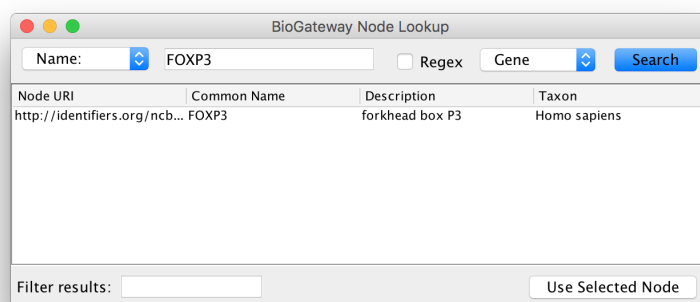 BioGateway Node Lookup
Name: FOXP3 Regex Gene Search
Node URI Common Name Description Taxon
http://identifiers.org/ncb... FOXP3 forkhead box P3 Homo sapiens
Filter results: Use Selected Node